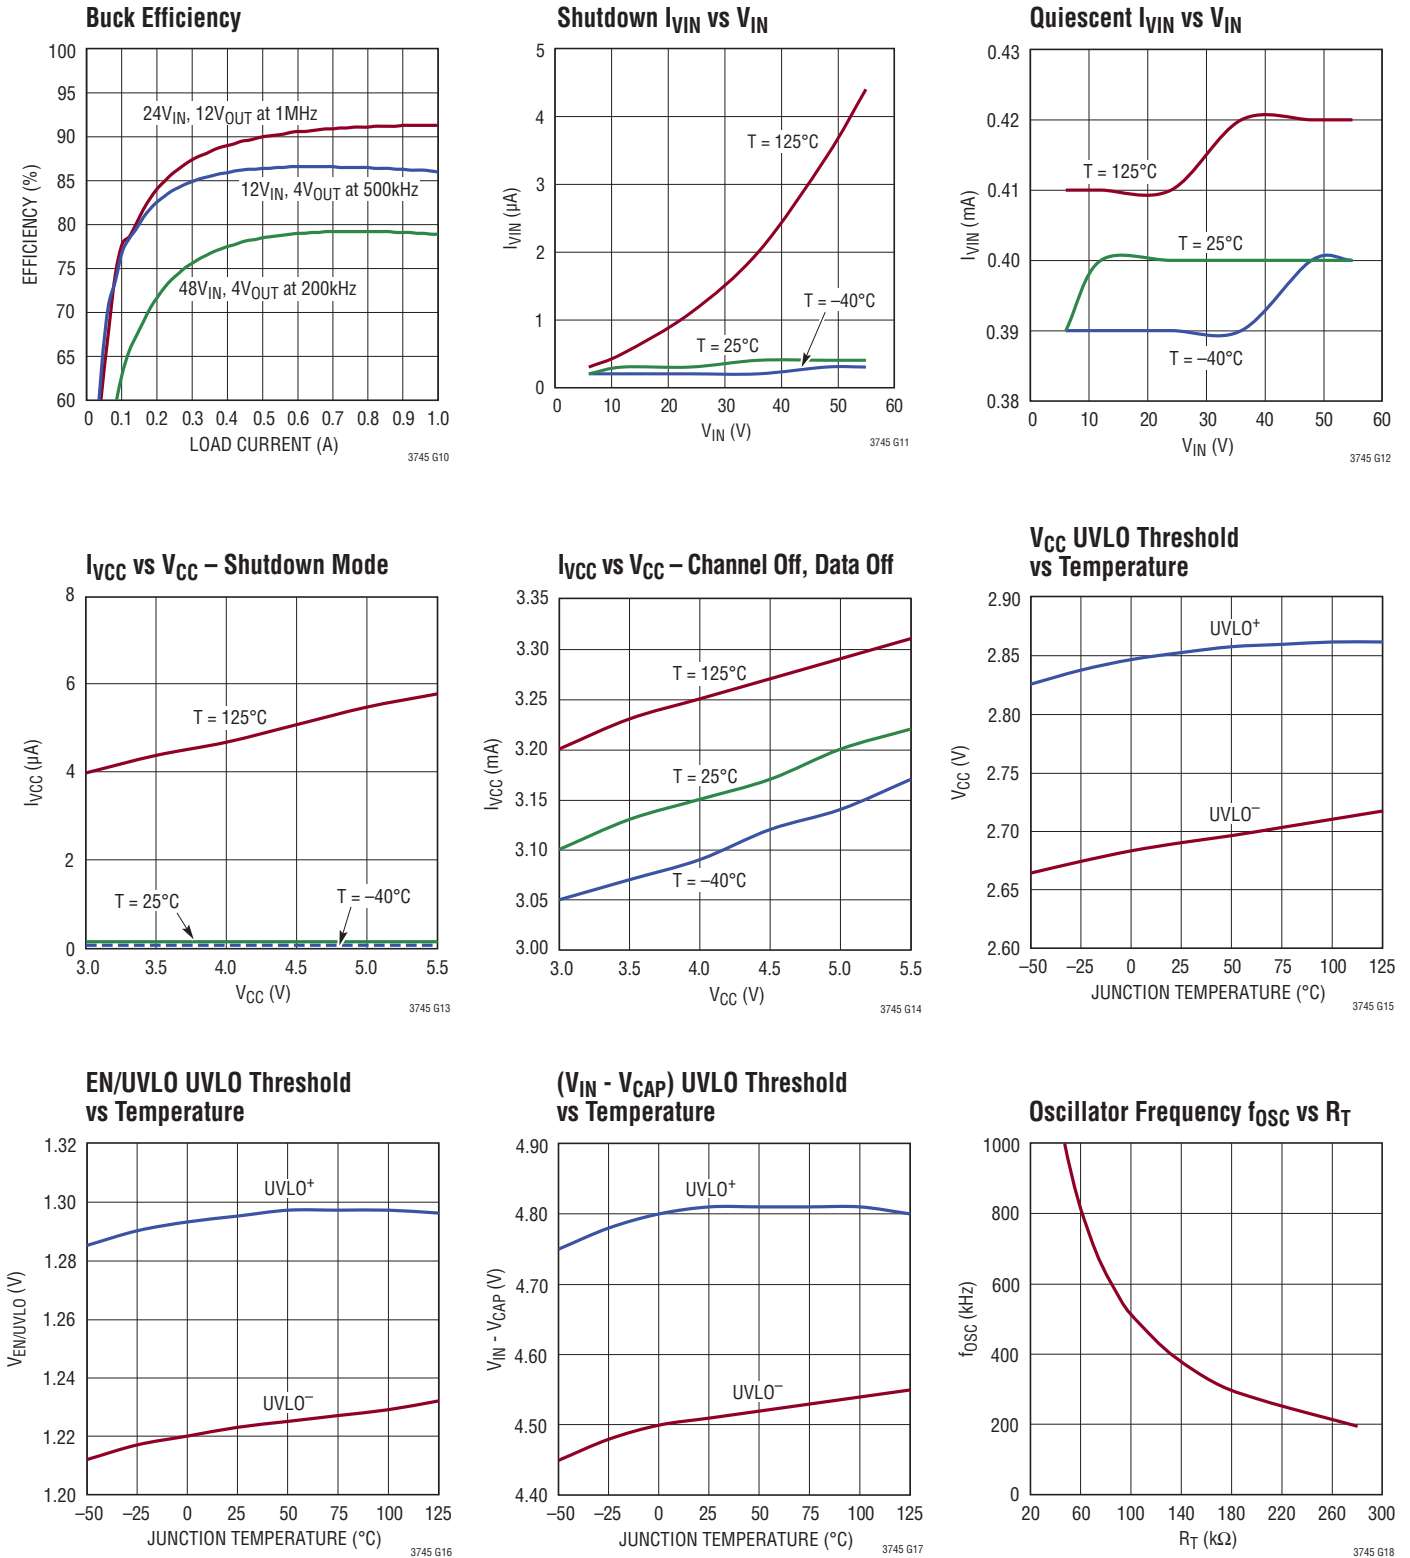 Buck Efficiency
100
95
90
85
80
75
70
65
60
EFFICIENCY (%)
24VIN, 12VOUT at 1MHz
12VIN, 4VOUT at 500kHz
48VIN, 4VOUT at 200kHz
0 0.1 0.2 0.3 0.4 0.5 0.6 0.7 0.8 0.9 1.0
LOAD CURRENT (A)
3745 G10
Shutdown IVIN vs VIN
5
4
3
2
1
0
IVIN (µA)
T = 125°C
T = –40°C
T = 25°C
0 10 20 30 40 50 60
VIN (V)
3745 G11
Quiescent IVIN vs VIN
0.43
0.42
0.41
0.40
0.39
0.38
IVIN (mA)
T = 125°C
T = 25°C
T = –40°C
0 10 20 30 40 50 60
VIN (V)
3745 G12
IVCC vs VCC – Shutdown Mode
8
6
4
2
0
IVCC (µA)
T = 125°C
T = 25°C
T = –40°C
3.0 3.5 4.0 4.5 5.0 5.5
VCC (V)
3745 G13
IVCC vs VCC – Channel Off, Data Off
3.35
3.30
3.25
3.20
3.15
3.10
3.05
3.00
IVCC (mA)
T = 125°C
T = 25°C
T = –40°C
3.0 3.5 4.0 4.5 5.0 5.5
VCC (V)
3745 G14
VCC UVLO Threshold
vs Temperature
2.90
2.85
2.80
2.75
2.70
2.65
2.60
VCC (V)
UVLO+
UVLO–
–50 –25 0 25 50 75 100 125
JUNCTION TEMPERATURE (°C)
3745 G15
EN/UVLO UVLO Threshold
vs Temperature
1.32
1.30
1.28
1.26
1.24
1.22
1.20
VEN/UVLO (V)
UVLO+
UVLO–
–50 –25 0 25 50 75 100 125
JUNCTION TEMPERATURE (°C)
3745 G16
(VIN - VCAP) UVLO Threshold
vs Temperature
4.90
4.80
4.70
4.60
4.50
4.40
VIN - VCAP (V)
UVLO+
UVLO–
–50 –25 0 25 50 75 100 125
JUNCTION TEMPERATURE (°C)
3745 G17
Oscillator Frequency fOSC vs RT
1000
800
600
400
200
0
fOSC (kHz)
20 60 100 140 180 220 260 300
RT (kΩ)
3745 G18